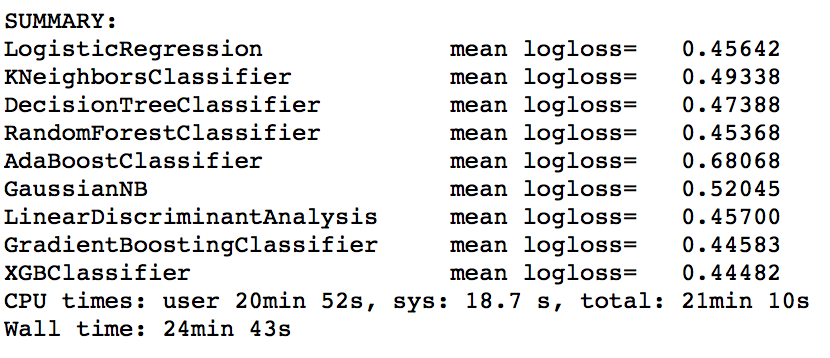 SUMMARY:
LogisticRegression mean logloss= 0.45642
KNeighborsClassifier mean logloss= 0.49338
DecisionTreeClassifier mean logloss= 0.47388
RandomForestClassifier mean logloss= 0.45368
AdaBoostClassifier mean logloss= 0.68068
GaussianNB mean logloss= 0.52045
LinearDiscriminantAnalysis mean logloss= 0.45700
GradientBoostingClassifier mean logloss= 0.44583
XGBClassifier mean logloss= 0.44482
CPU times: user 20min 52s, sys: 18.7 s, total: 21min 10s
Wall time: 24min 43s